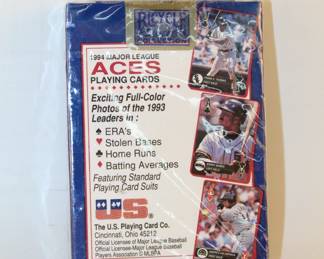 BICYCLE
1994 MAJOR LEAGUE
ACES
PLAYING CARDS
Exciting Full-Color
Photos of the 1993
Leaders in:
♠ ERA's
♥ Stolen Bases
♣ Home Runs
♦ Batting Averages
Featuring Standard
Playing Card Suits
US
The U.S. Playing Card Co.
Cincinnati, Ohio 45212
Official Licensee of Major League Baseball
Official Licensee Major League Baseball
Players Association © MLBPA